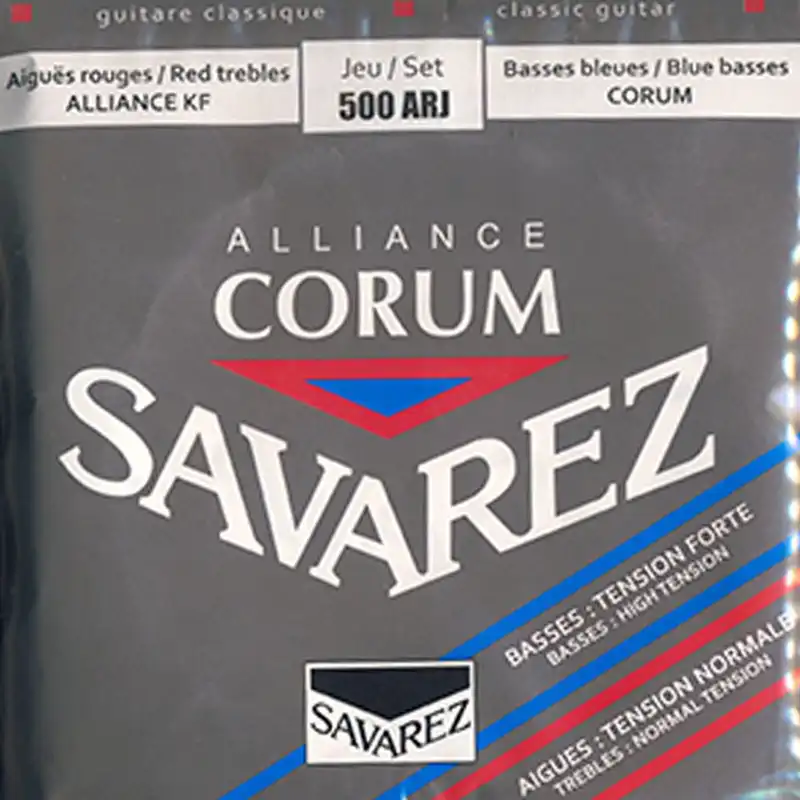 guitare classique
classic guitar
Aiguës rouges / Red trebles
ALLIANCE KF
Jeu / Set
500 ARJ
Basses bleues / Blue basses
CORUM
ALLIANCE
CORUM
SAVAREZ
BASSES : TENSION FORTE
BASSES : HIGH TENSION
AIGUES : TENSION NORMALE
TREBLES : NORMAL TENSION
SAVAREZ